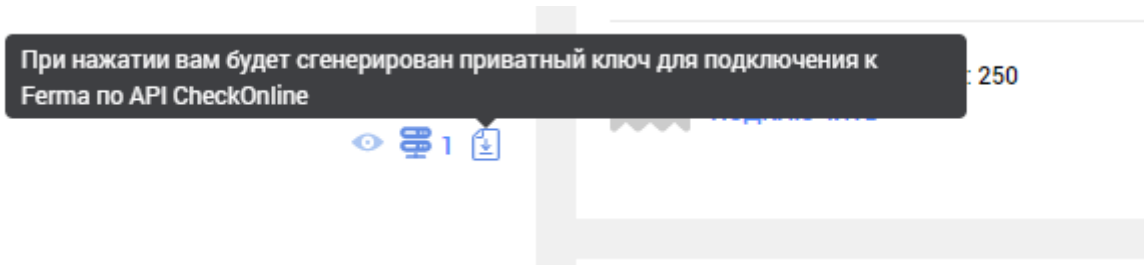 При нажатии вам будет сгенерирован приватный ключ для подключения к
Ferma по API CheckOnline
: 250
1